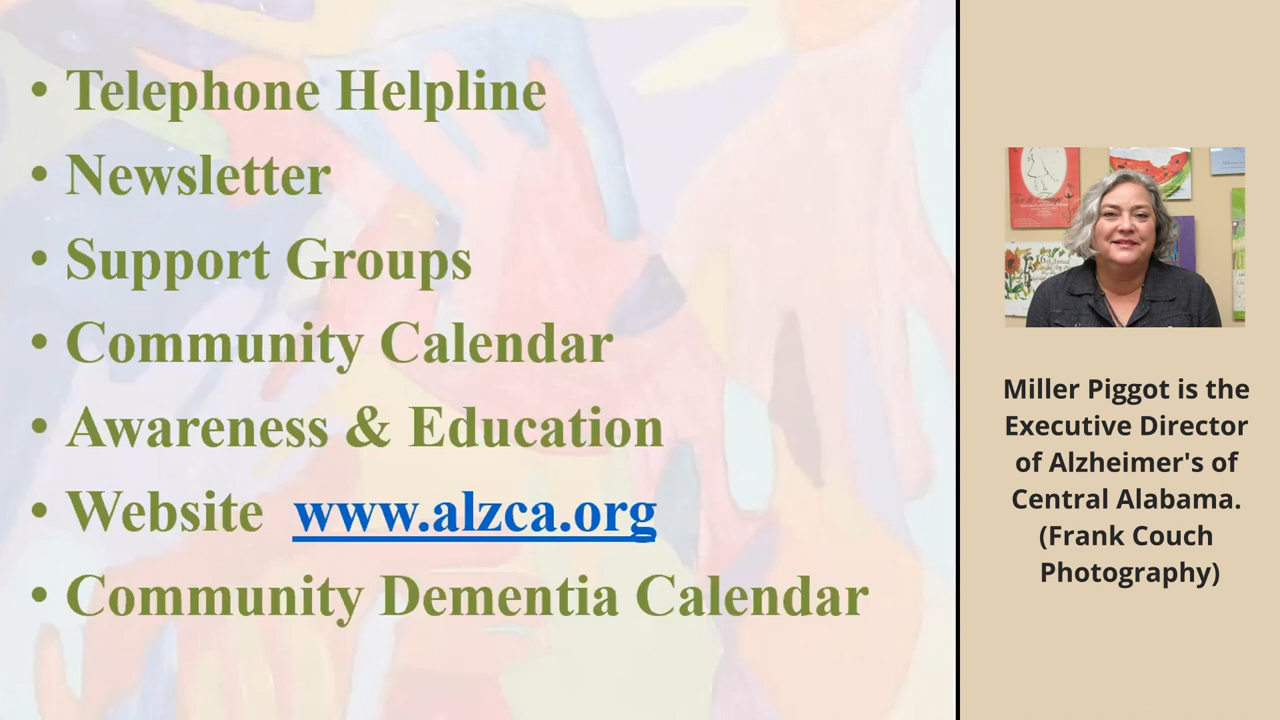 • Telephone Helpline
• Newsletter
• Support Groups
• Community Calendar
• Awareness & Education
• Website www.alzca.org
• Community Dementia Calendar
Miller Piggot is the
Executive Director
of Alzheimer's of
Central Alabama.
(Frank Couch
Photography)